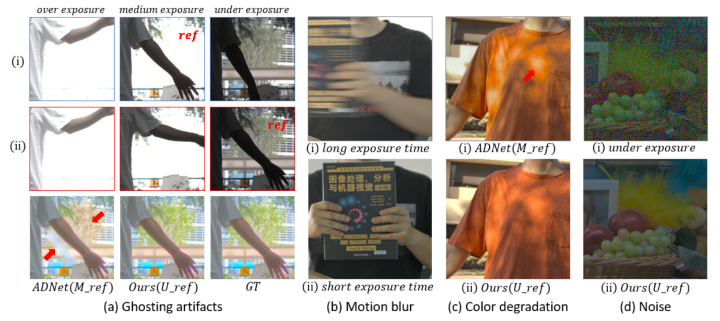 over exposure medium exposure under exposure
ref
(i)
ref
(ii)
ADNet(M_ref) Ours(U_ref) GT
(a) Ghosting artifacts
(i) long exposure time
图像处理、分析
与机器视觉
(ii) short exposure time
(b) Motion blur
(i) ADNet(M_ref)
(ii) Ours(U_ref)
(c) Color degradation
(i) under exposure
(ii) Ours(U_ref)
(d) Noise